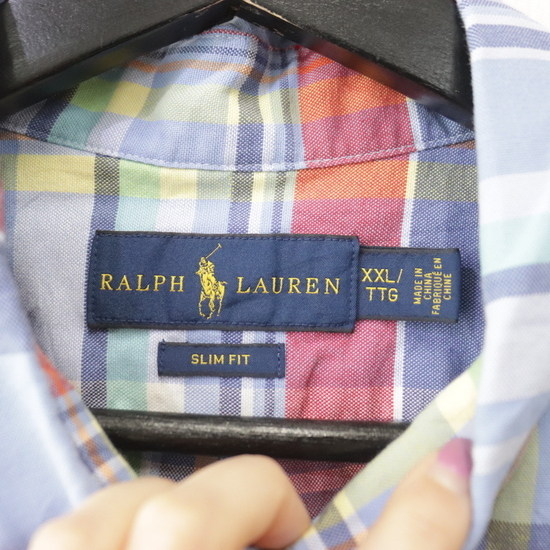 RALPH LAUREN
XXL/
TTG
MADE IN
CHINA
FABRIQUÉ EN
CHINE
SLIM FIT